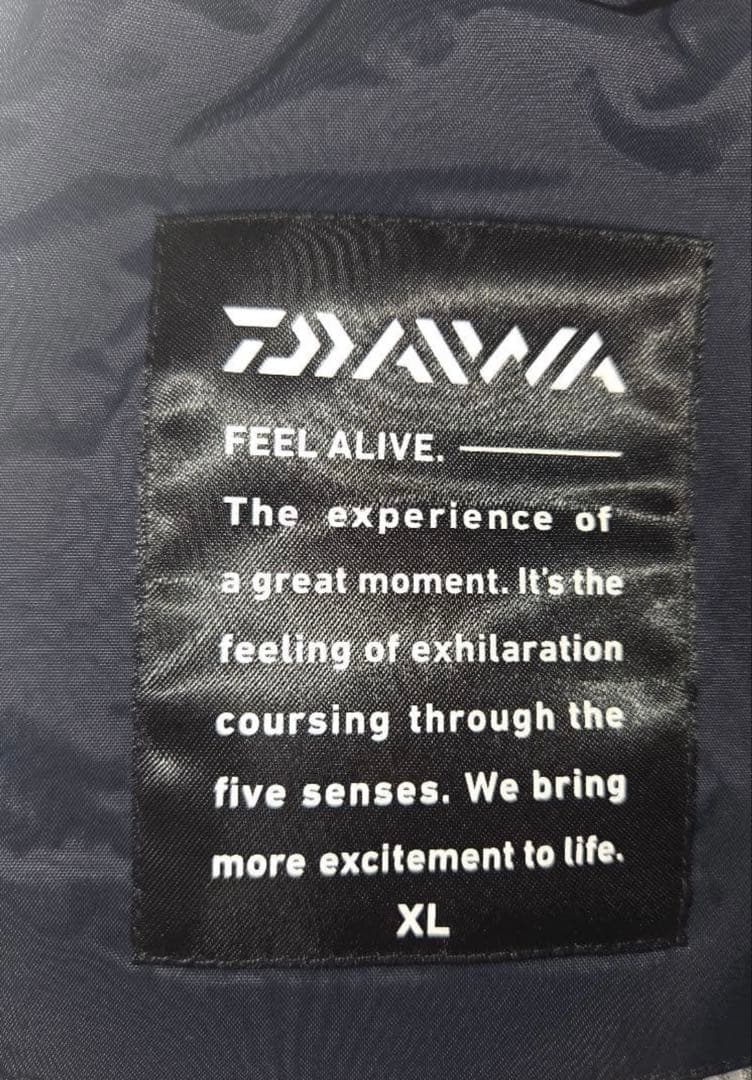 DAIWA
FEEL ALIVE.
The experience of
a great moment. It's the
feeling of exhilaration
coursing through the
five senses. We bring
more excitement to life.
XL